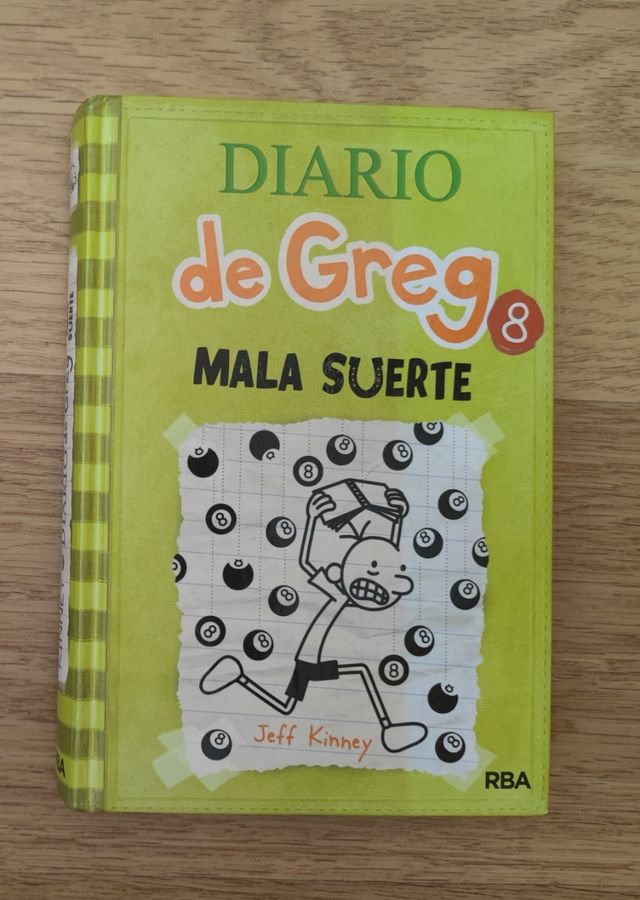 DIARIO
de Greg
8
MALA SUERTE
Jeff Kinney
RBA